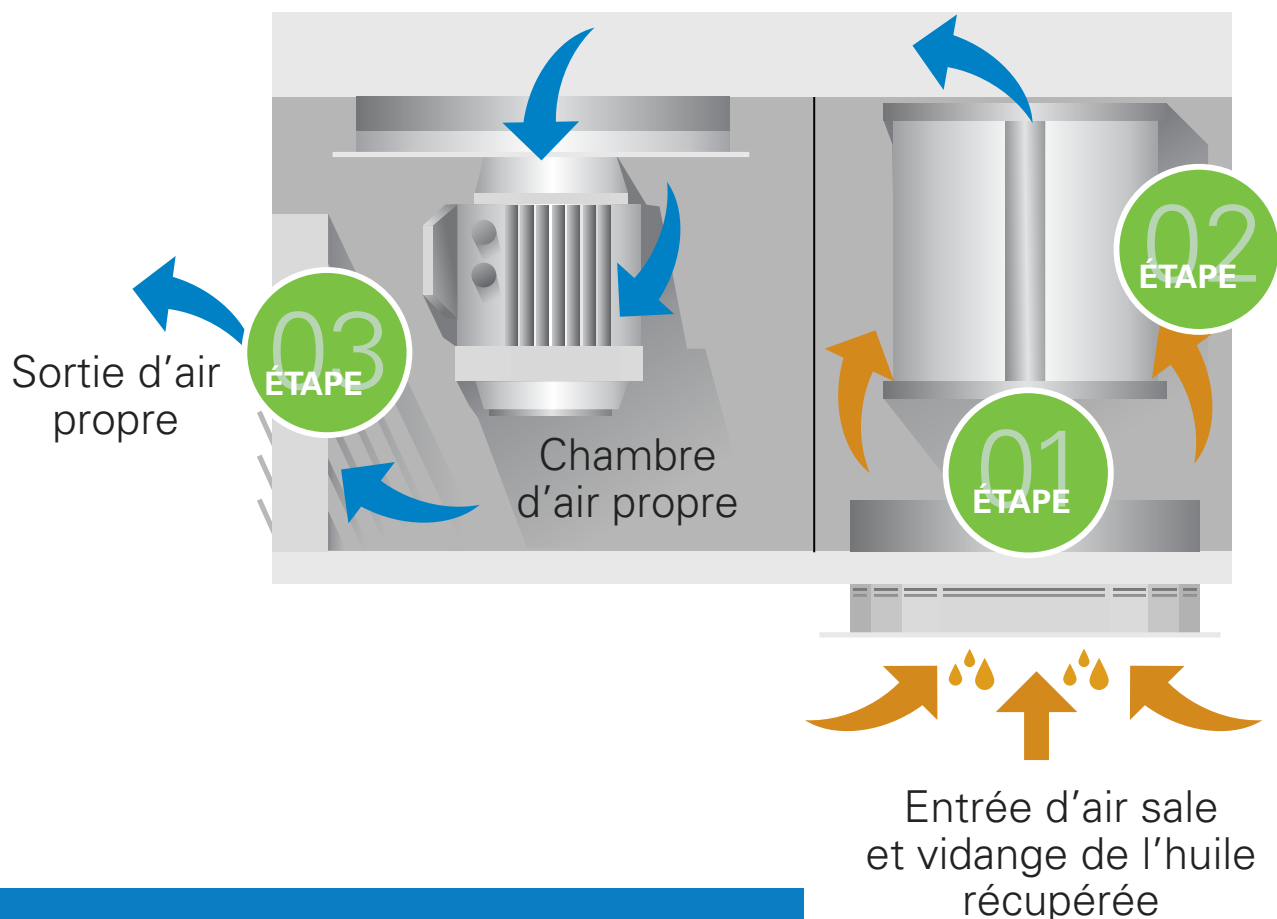 02
ÉTAPE
03
ÉTAPE
Sortie d’air
propre
01
ÉTAPE
Chambre
d’air propre
Entrée d’air sale
et vidange de l’huile
récupérée